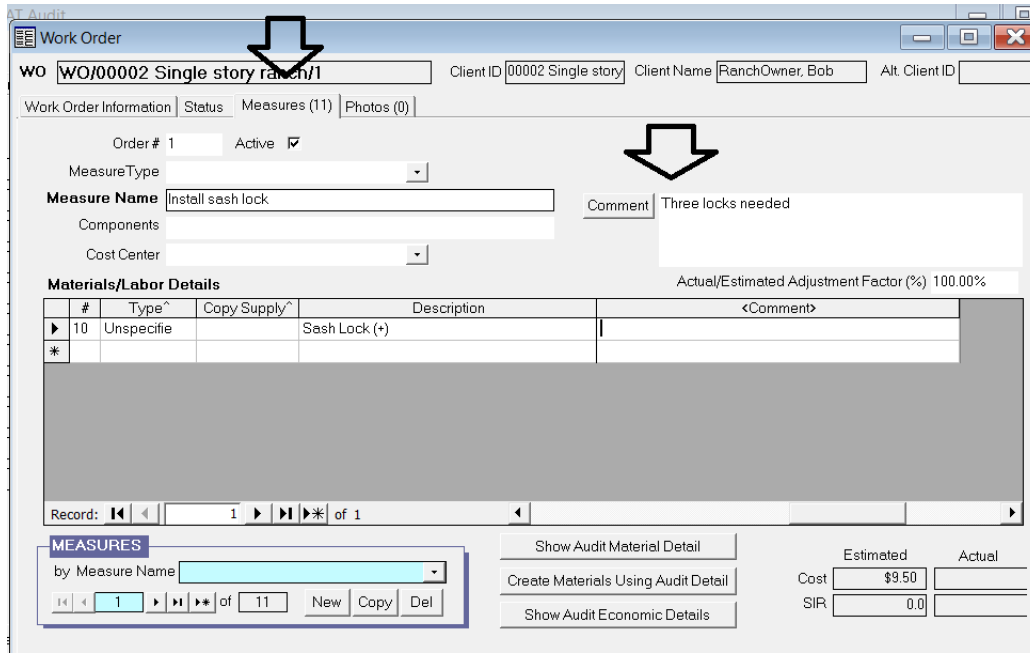 AT Audit
Work Order
WO WO/00002 Single story ranch/1 Client ID 00002 Single story Client Name RanchOwner, Bob Alt. Client ID
Work Order Information Status Measures (11) Photos (0)
Order # 1 Active
MeasureType
Measure Name Install sash lock
Comment Three locks needed
Components
Cost Center
Actual/Estimated Adjustment Factor (%) 100.00%
Materials/Labor Details
# Type^ Copy Supply^ Description <Comment>
10 Unspecifie Sash Lock (+)
Record: 1 of 1
MEASURES
by Measure Name
1 of 11 New Copy Del
Show Audit Material Detail
Create Materials Using Audit Detail
Show Audit Economic Details
Estimated Actual
Cost $9.50
SIR 0.0